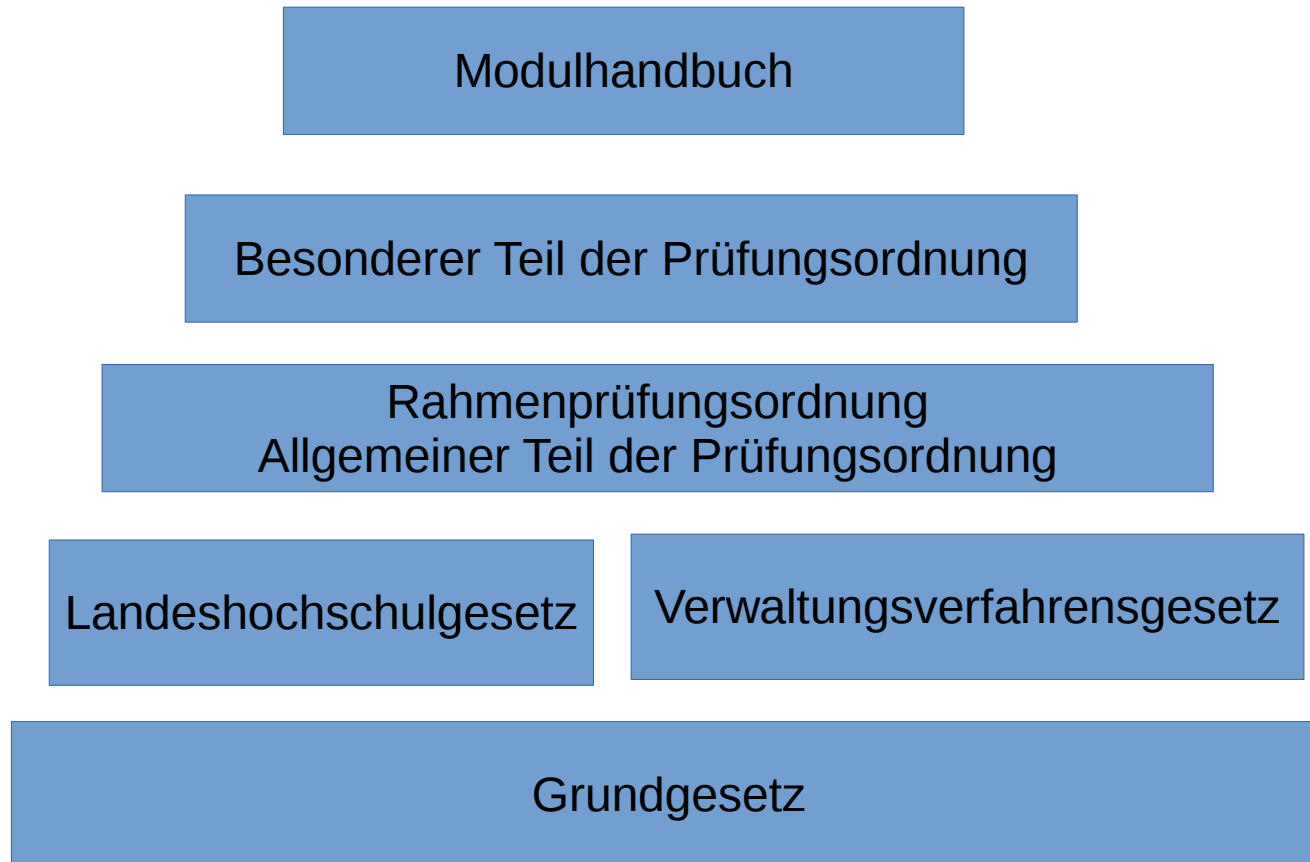 Modulhandbuch
Besonderer Teil der Prüfungsordnung
Rahmenprüfungsordnung
Allgemeiner Teil der Prüfungsordnung
Landeshochschulgesetz
Verwaltungsverfahrensgesetz
Grundgesetz